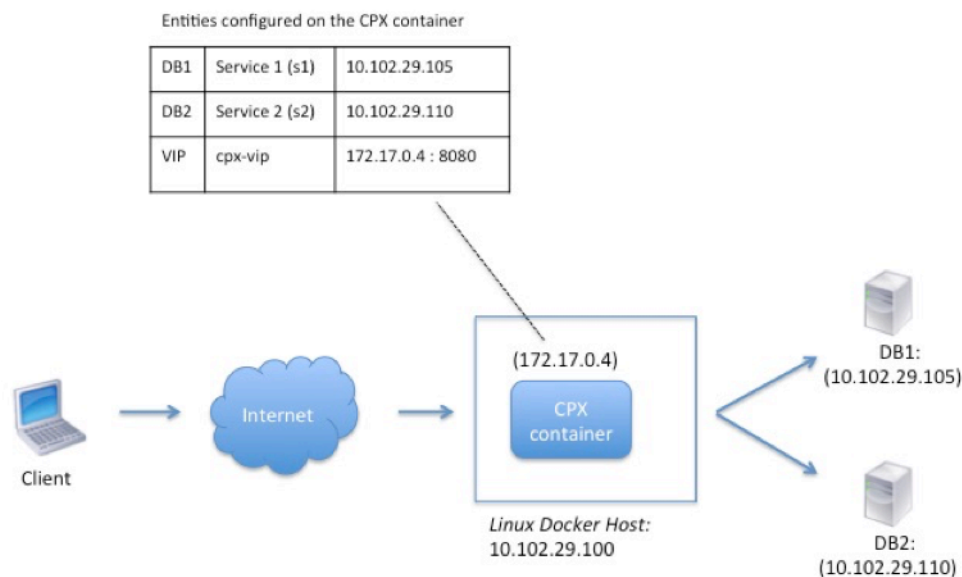 Entities configured on the CPX container
DB1 Service 1 (s1) 10.102.29.105
DB2 Service 2 (s2) 10.102.29.110
VIP cpx-vip 172.17.0.4 : 8080
(172.17.0.4)
CPX
container
Internet
Client
Linux Docker Host:
10.102.29.100
DB1:
(10.102.29.105)
DB2:
(10.102.29.110)